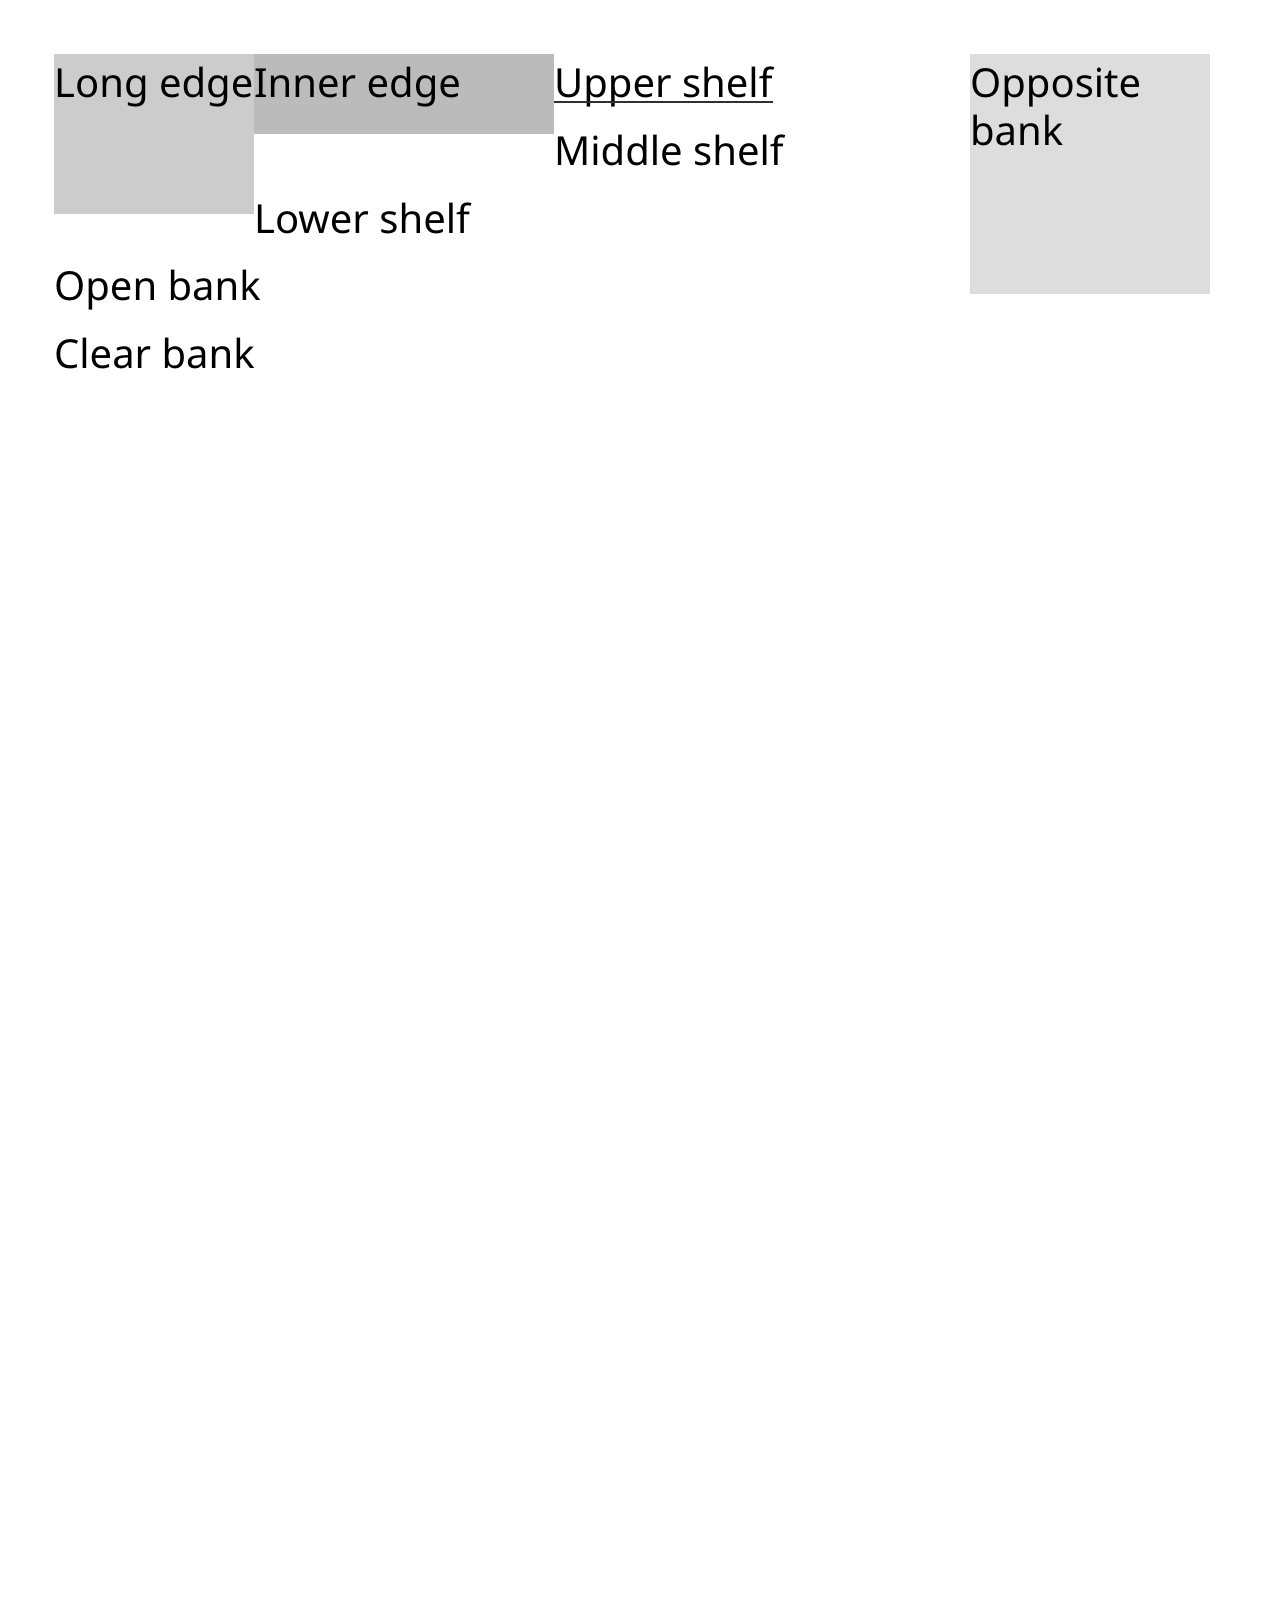 Long edge
Inner edge
Upper shelf
Middle shelf
Lower shelf
Open bank
Clear bank
Opposite
bank